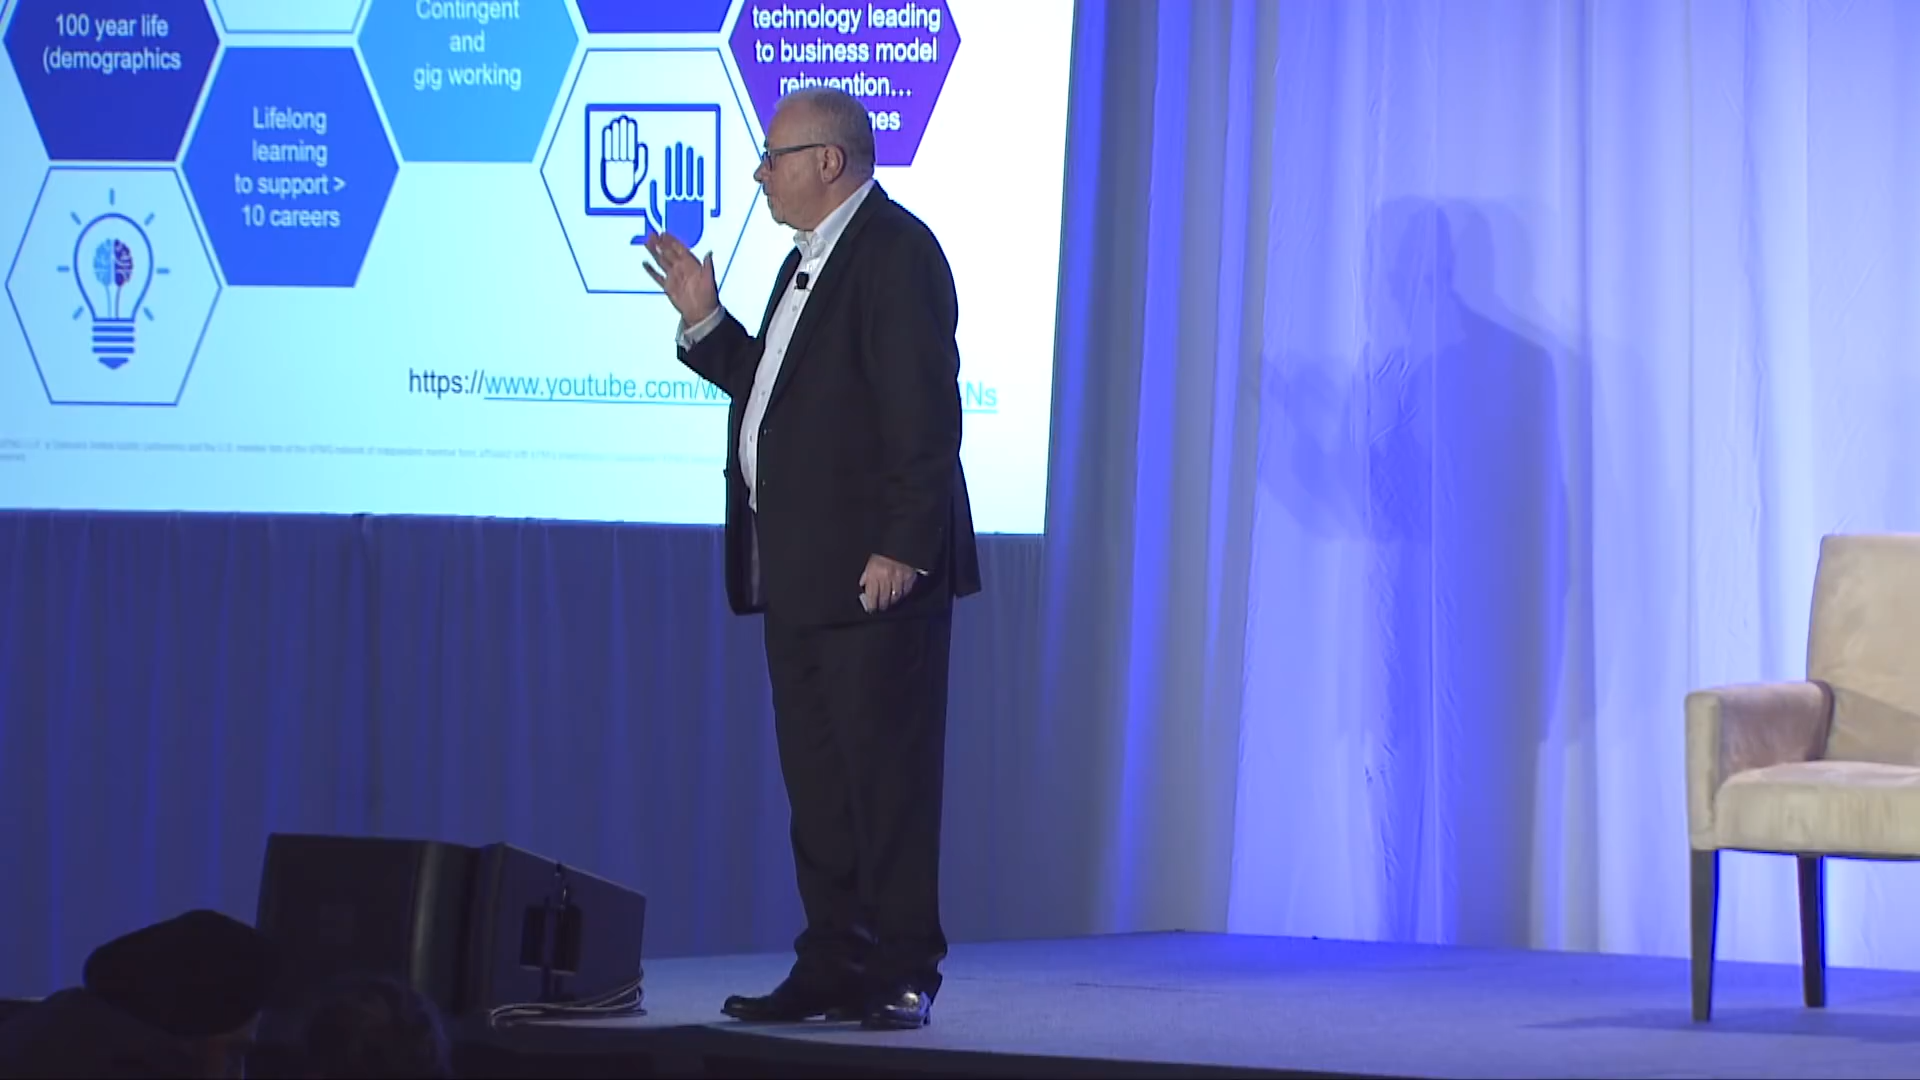 100 year life
(demographics
Lifelong
learning
to support >
10 careers
Contingent
and
gig working
technology leading
to business model
reinvention...
https://www.youtube.com/
Ns